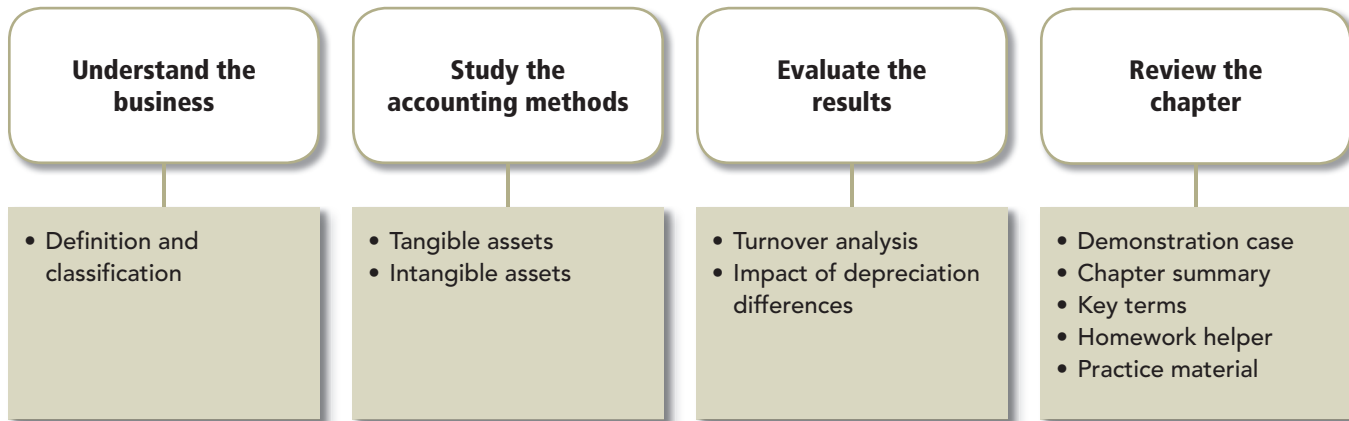 Understand the
business
• Definition and
classification
Study the
accounting methods
• Tangible assets
• Intangible assets
Evaluate the
results
• Turnover analysis
• Impact of depreciation
differences
Review the
chapter
• Demonstration case
• Chapter summary
• Key terms
• Homework helper
• Practice material